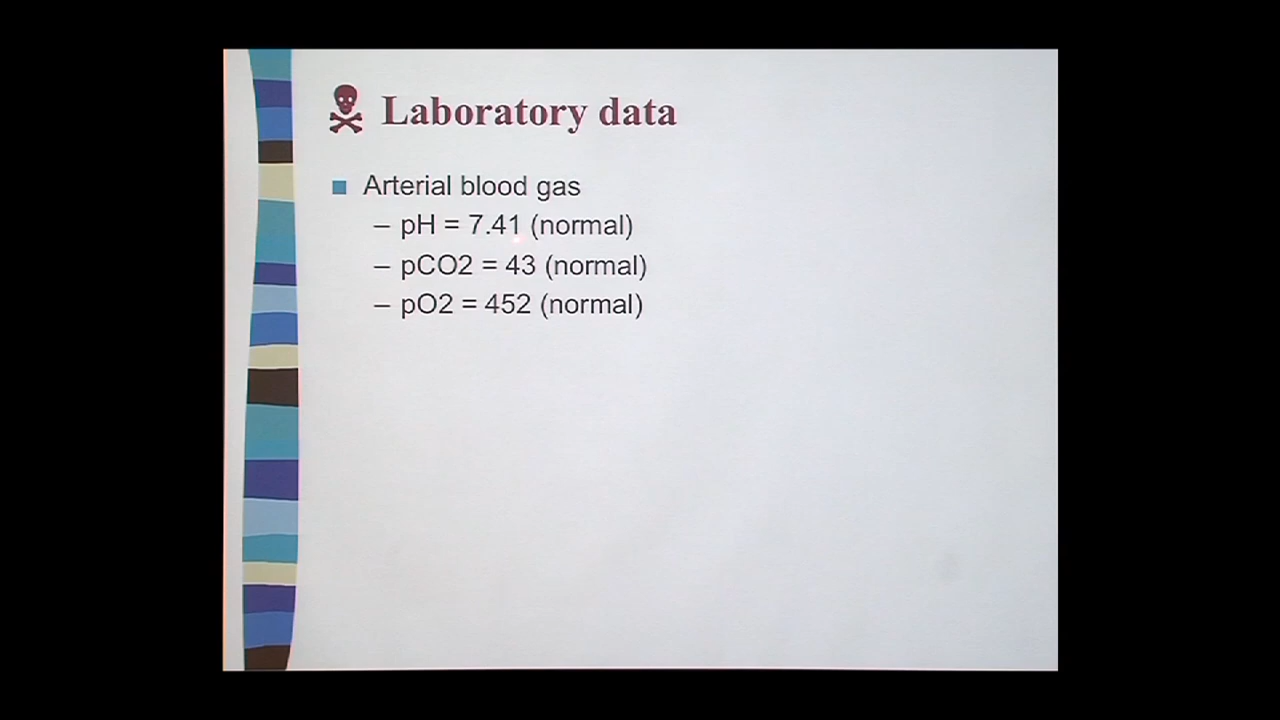 Laboratory data
Arterial blood gas
– pH = 7.41 (normal)
– pCO2 = 43 (normal)
– pO2 = 452 (normal)